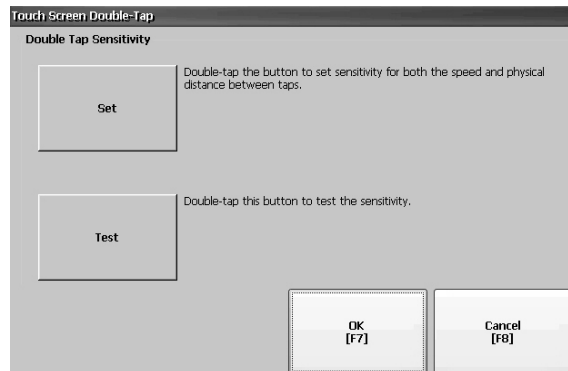 Touch Screen Double-Tap
Double Tap Sensitivity
Set
Double-tap the button to set sensitivity for both the speed and physical
distance between taps.
Test
Double-tap this button to test the sensitivity.
OK
[F7]
Cancel
[F8]